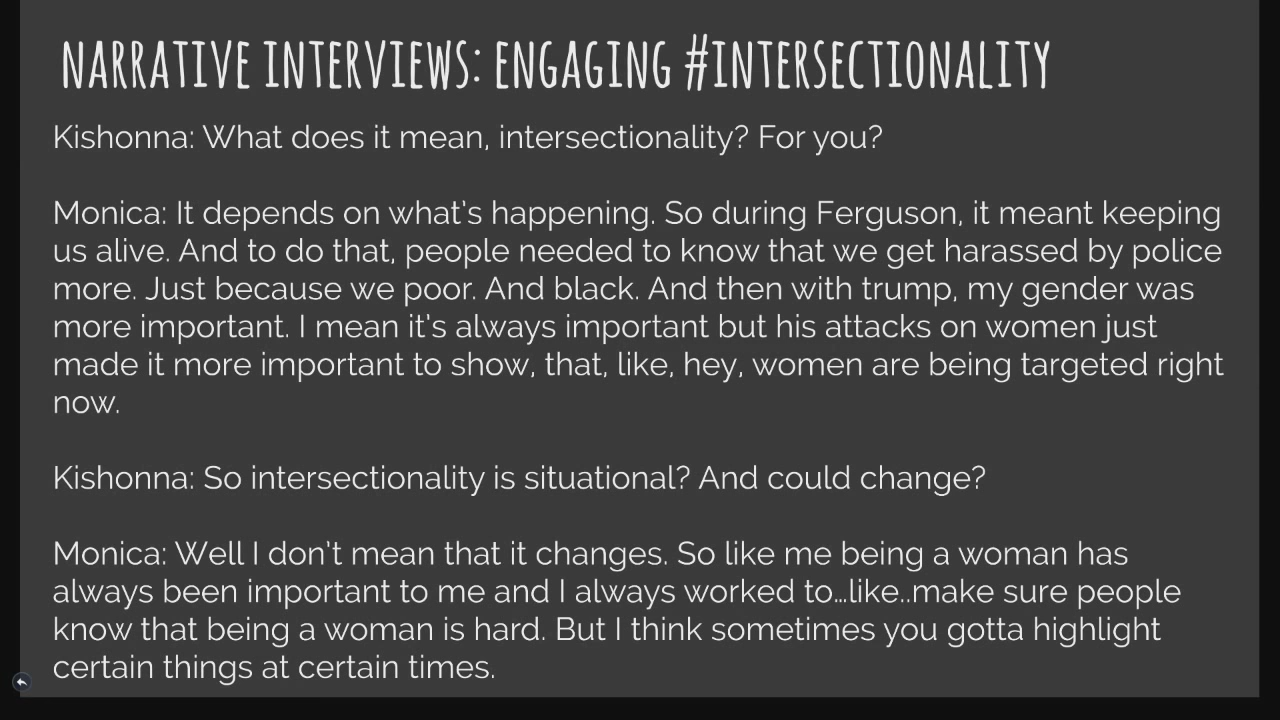 NARRATIVE INTERVIEWS: ENGAGING #INTERSECTIONALITY
Kishonna: What does it mean, intersectionality? For you?
Monica: It depends on what's happening. So during Ferguson, it meant keeping
us alive. And to do that, people needed to know that we get harassed by police
more. Just because we poor. And black. And then with trump, my gender was
more important. I mean it's always important but his attacks on women just
made it more important to show, that, like, hey, women are being targeted right
now.
Kishonna: So intersectionality is situational? And could change?
Monica: Well I don't mean that it changes. So like me being a woman has
always been important to me and I always worked to…like..make sure people
know that being a woman is hard. But I think sometimes you gotta highlight
certain things at certain times.